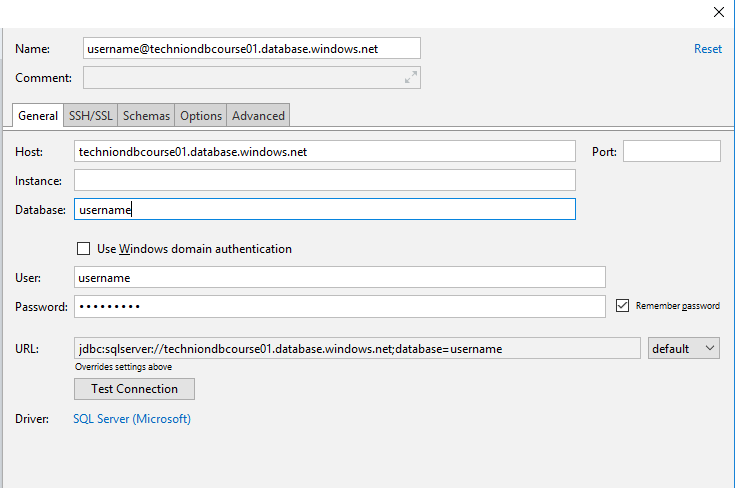 Name: username@techniondbcourse01.database.windows.net Reset
Comment:
General SSH/SSL Schemas Options Advanced
Host: techniondbcourse01.database.windows.net Port:
Instance:
Database: username
Use Windows domain authentication
User: username
Password: ••••••••• Remember password
URL: jdbc:sqlserver://techniondbcourse01.database.windows.net;database=username default
Overrides settings above
Test Connection
Driver: SQL Server (Microsoft)